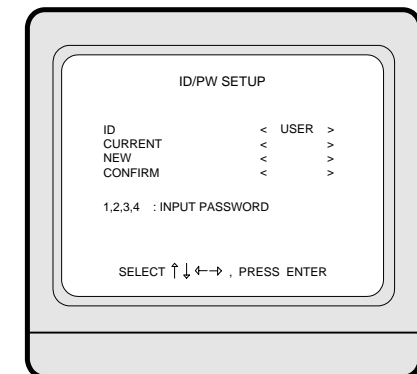 ID/PW SETUP
ID < USER >
CURRENT < >
NEW < >
CONFIRM < >
1,2,3,4 : INPUT PASSWORD
SELECT ↑↓←→ , PRESS ENTER